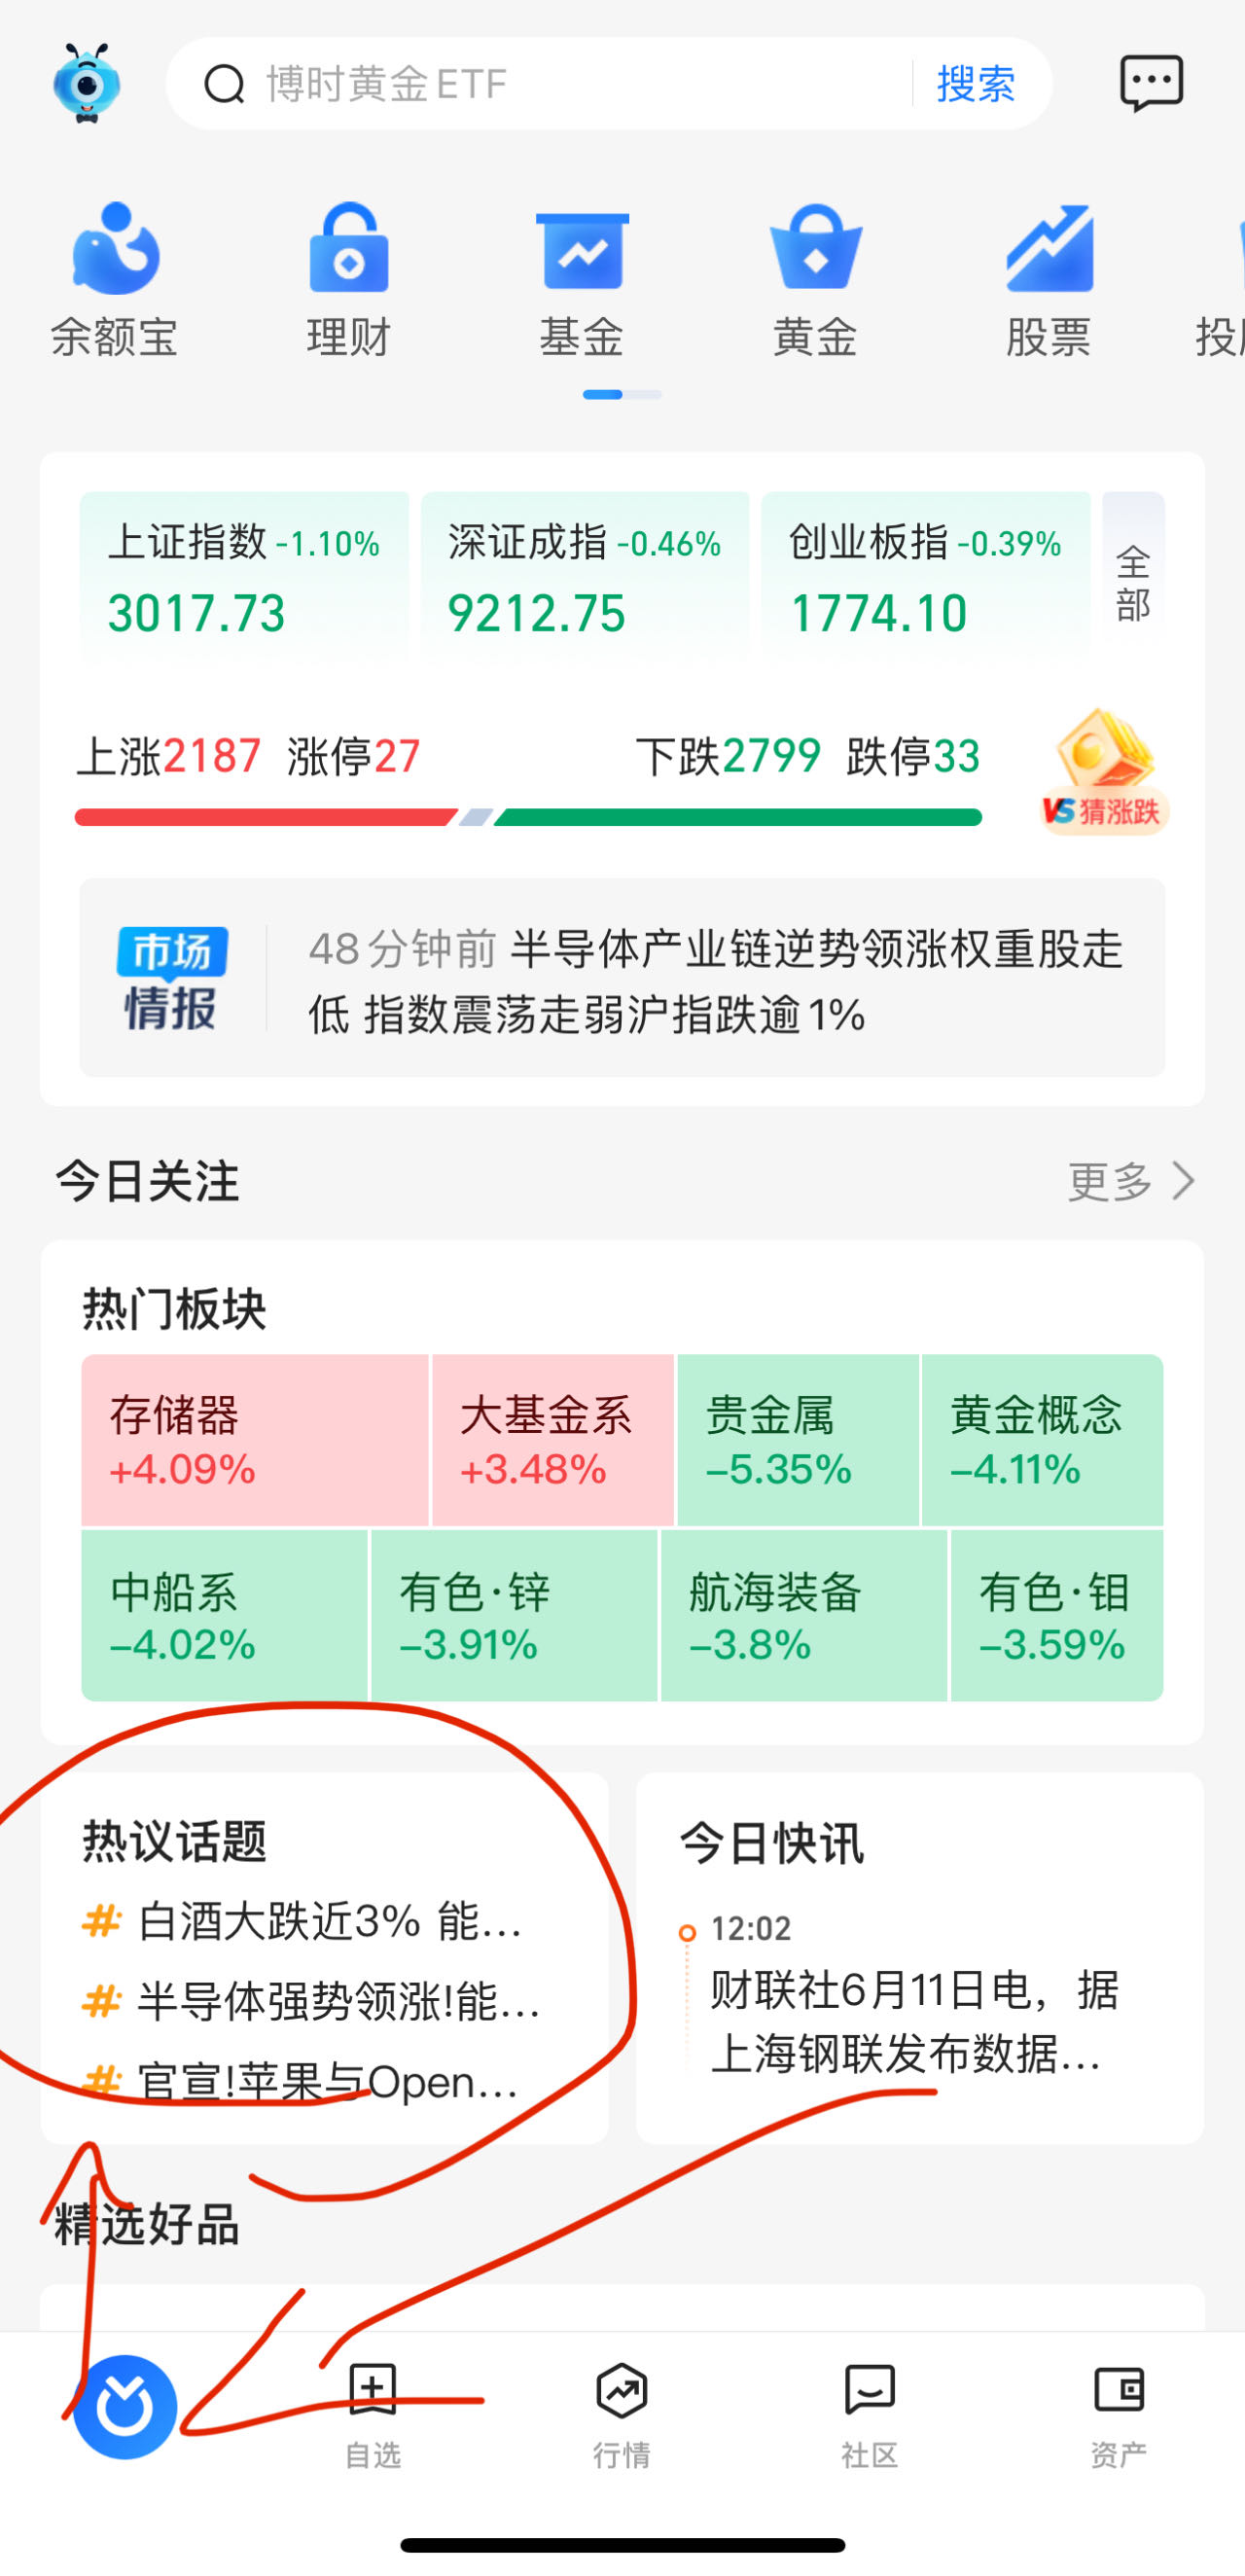 博时黄金ETF
搜索
余额宝
理财
基金
黄金
股票
投
上证指数 -1.10%
3017.73
深证成指 -0.46%
9212.75
创业板指 -0.39%
1774.10
全部
上涨2187 涨停27
下跌2799 跌停33
VS猜涨跌
市场
情报
48分钟前 半导体产业链逆势领涨权重股走
低 指数震荡走弱沪指跌逾1%
今日关注
更多
热门板块
存储器
+4.09%
大基金系
+3.48%
贵金属
-5.35%
黄金概念
-4.11%
中船系
-4.02%
有色·锌
-3.91%
航海装备
-3.8%
有色·钼
-3.59%
热议话题
# 白酒大跌近3% 能...
# 半导体强势领涨!能...
# 官宣!苹果与Open...
今日快讯
12:02
财联社6月11日电，据
上海钢联发布数据...
精选好品
自选
行情
社区
资产